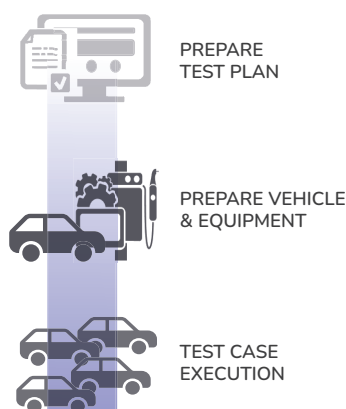 PREPARE
TEST PLAN
PREPARE VEHICLE
& EQUIPMENT
TEST CASE
EXECUTION